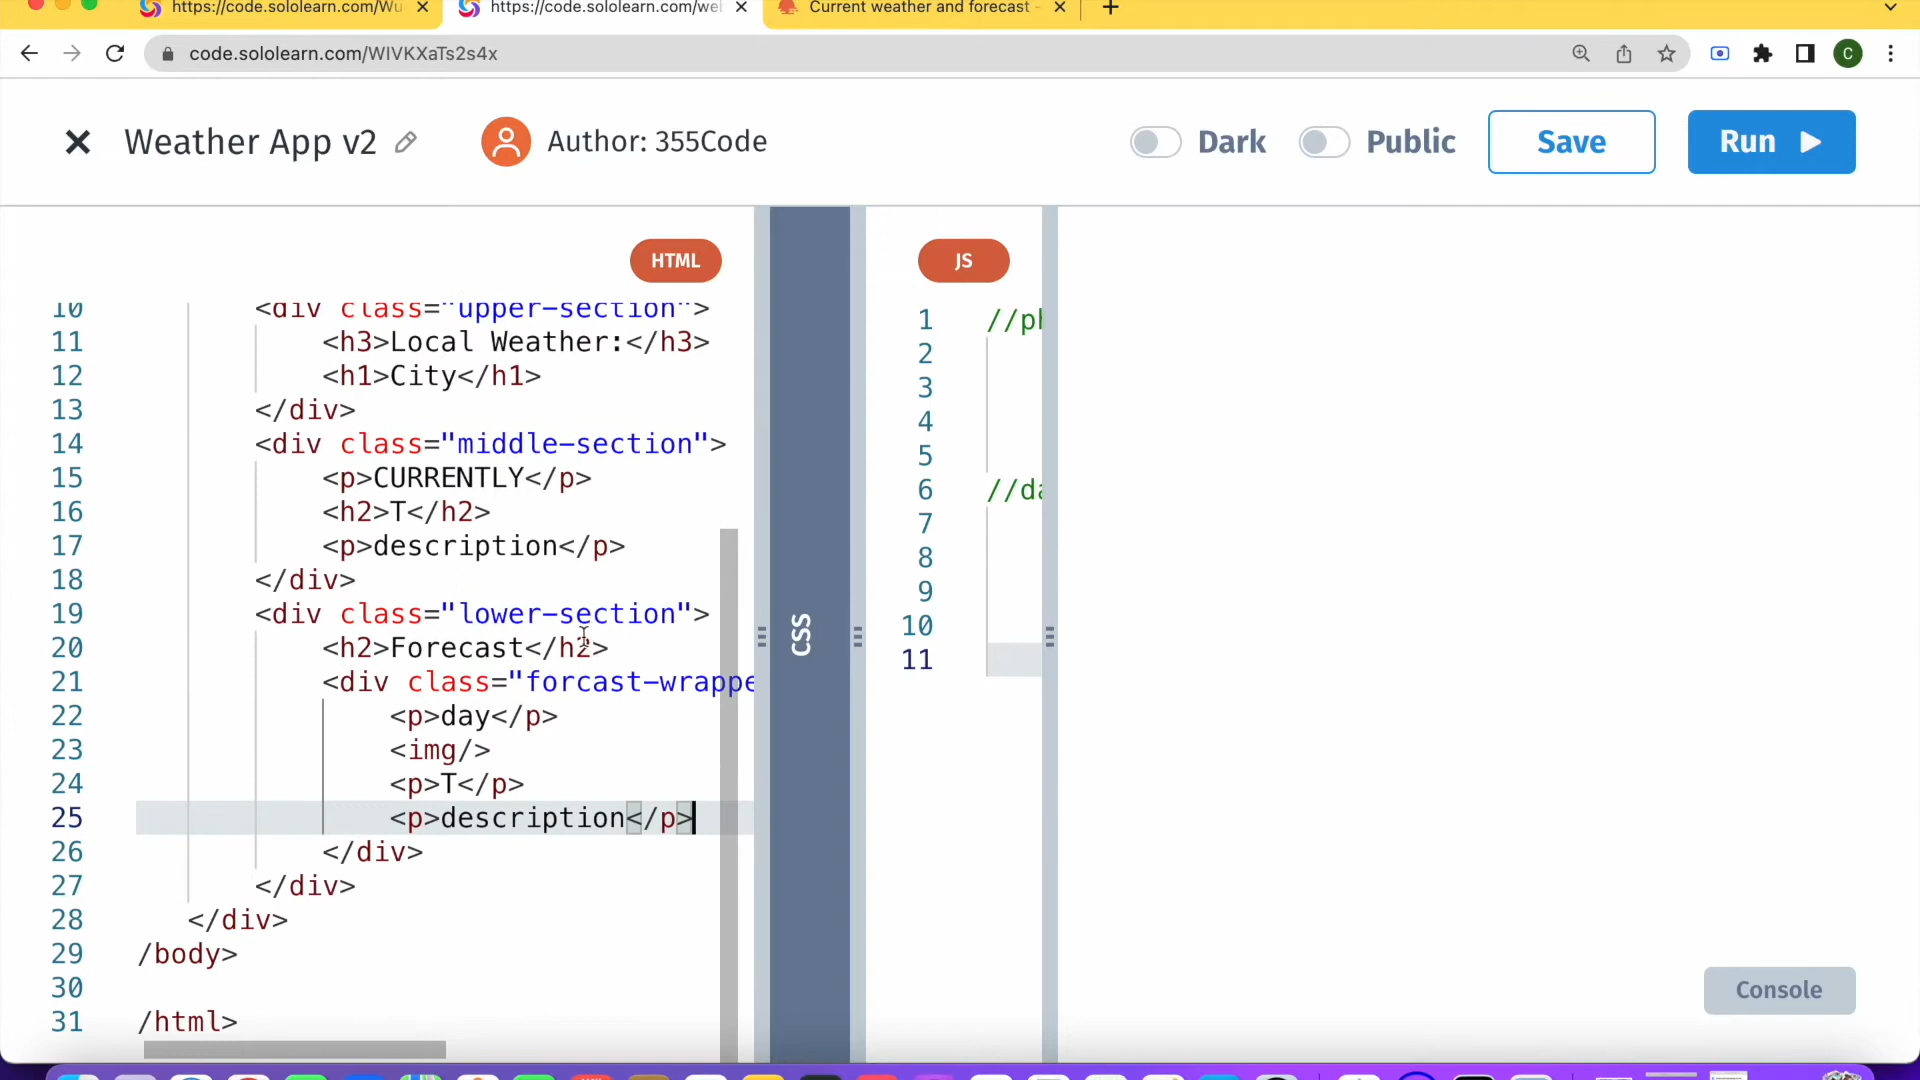 https://code.sololearn.com/Wu
https://code.sololearn.com/wel
Current weather and forecast -
code.sololearn.com/WIVKXaTs2s4x
C
Weather App v2
Author: 355Code
Dark
Public
Save
Run
HTML
10 <div class="upper-section">
11 <h3>Local Weather:</h3>
12 <h1>City</h1>
13 </div>
14 <div class="middle-section">
15 <p>CURRENTLY</p>
16 <h2>T</h2>
17 <p>description</p>
18 </div>
19 <div class="lower-section">
20 <h2>Forecast</h2>
21 <div class="forcast-wrappe
22 <p>day</p>
23 <img/>
24 <p>T</p>
25 <p>description</p>
26 </div>
27 </div>
28 </div>
29 /body>
30
31 /html>
CSS
JS
1 //ph
2
3
4
5
6 //da
7
8
9
10
11
Console